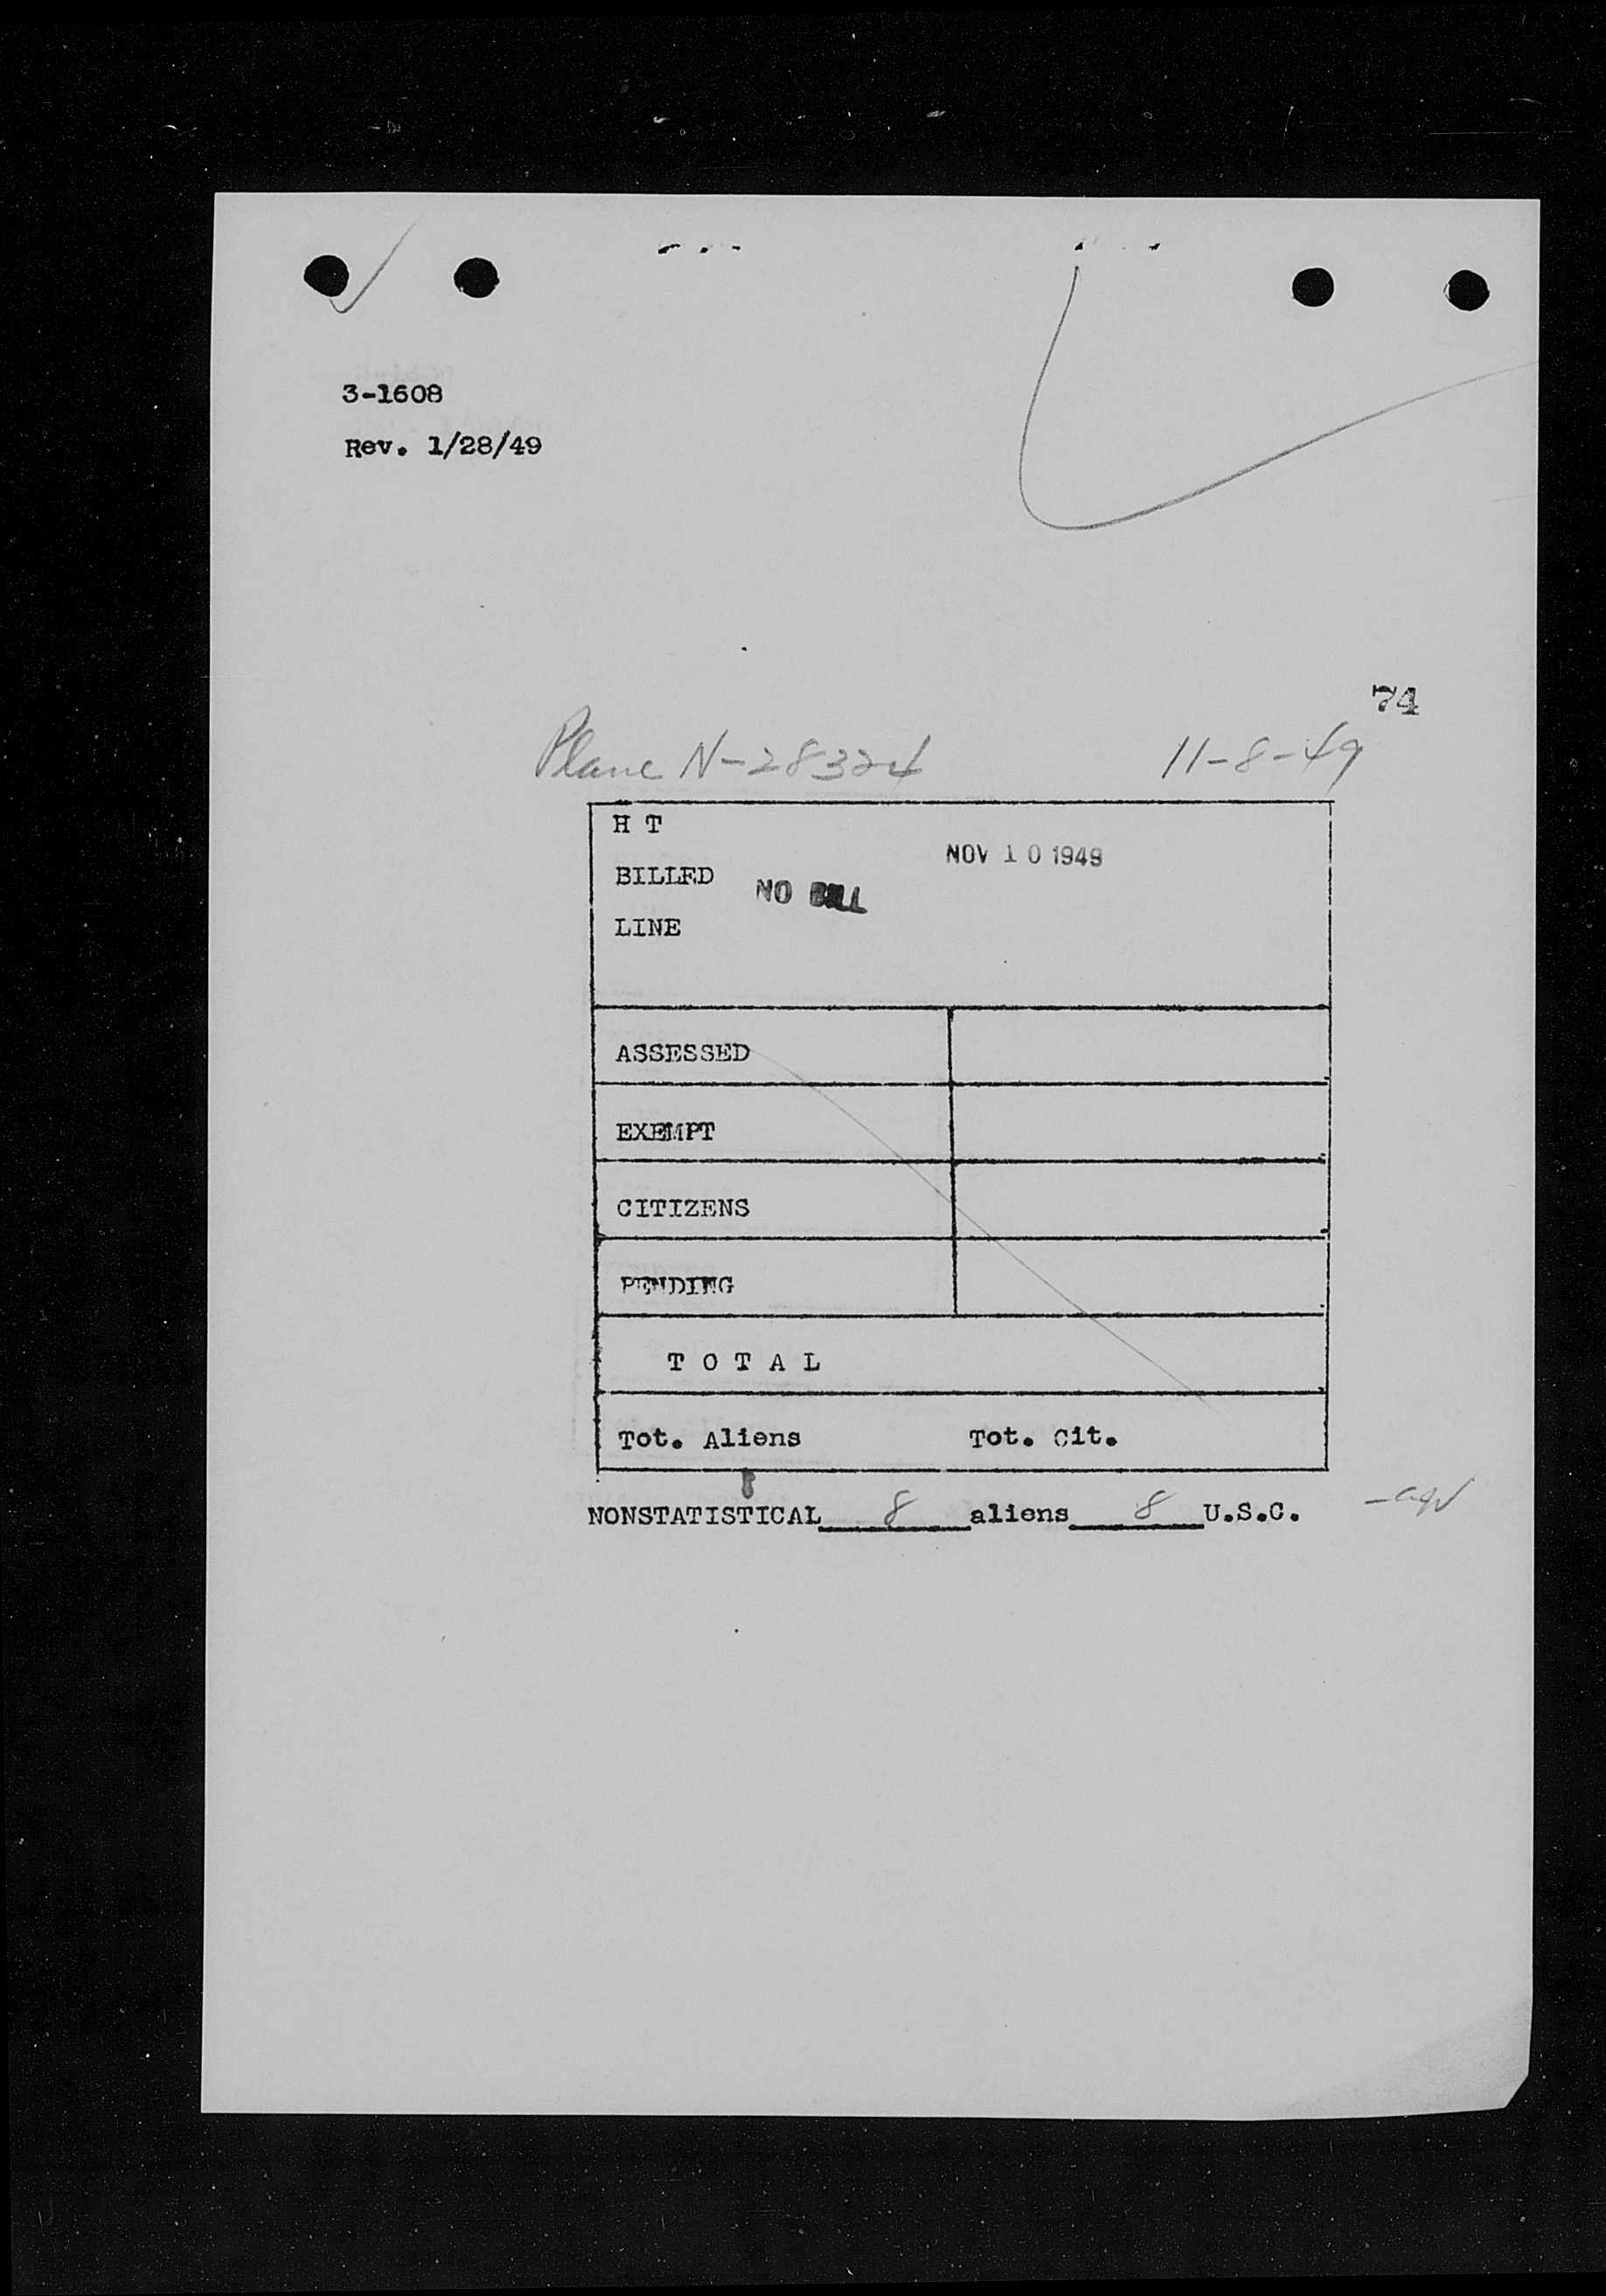 3-1608
Rev. 1/28/49
74
Plane N-28324 11-8-49
H T
NOV 10 1949
BILLED NO BILL
LINE
ASSESSED
EXEMPT
CITIZENS
PENDING
T O T A L
Tot. Aliens Tot. Cit.
NONSTATISTICAL 8 aliens 8 U.S.C.